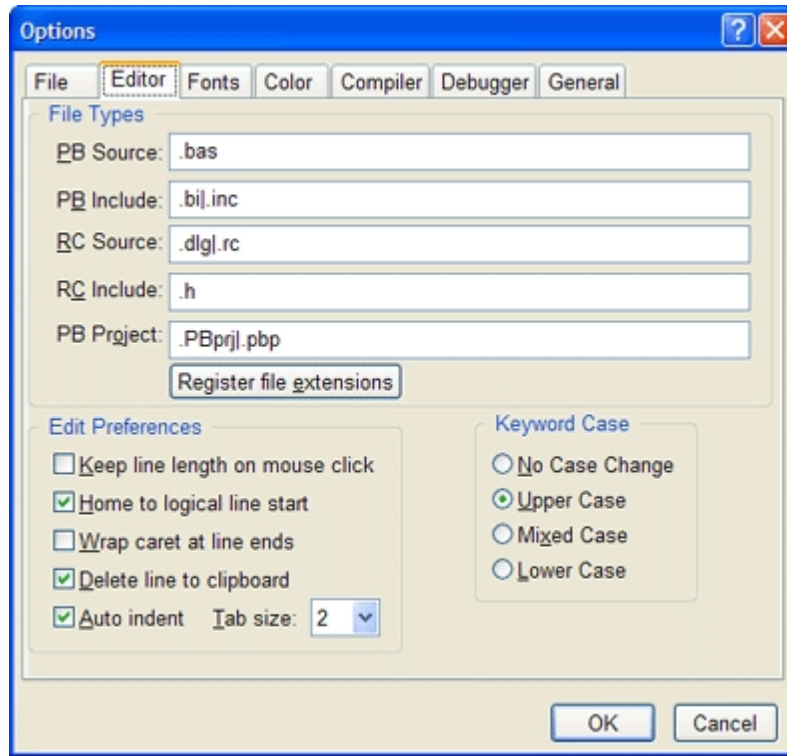 Options
File Editor Fonts Color Compiler Debugger General
File Types
PB Source: .bas
PB Include: .bi|.inc
RC Source: .dlg|.rc
RC Include: .h
PB Project: .PBprj|.pbp
Register file extensions
Edit Preferences
Keep line length on mouse click
Home to logical line start
Wrap caret at line ends
Delete line to clipboard
Auto indent Tab size: 2
Keyword Case
No Case Change
Upper Case
Mixed Case
Lower Case
OK Cancel